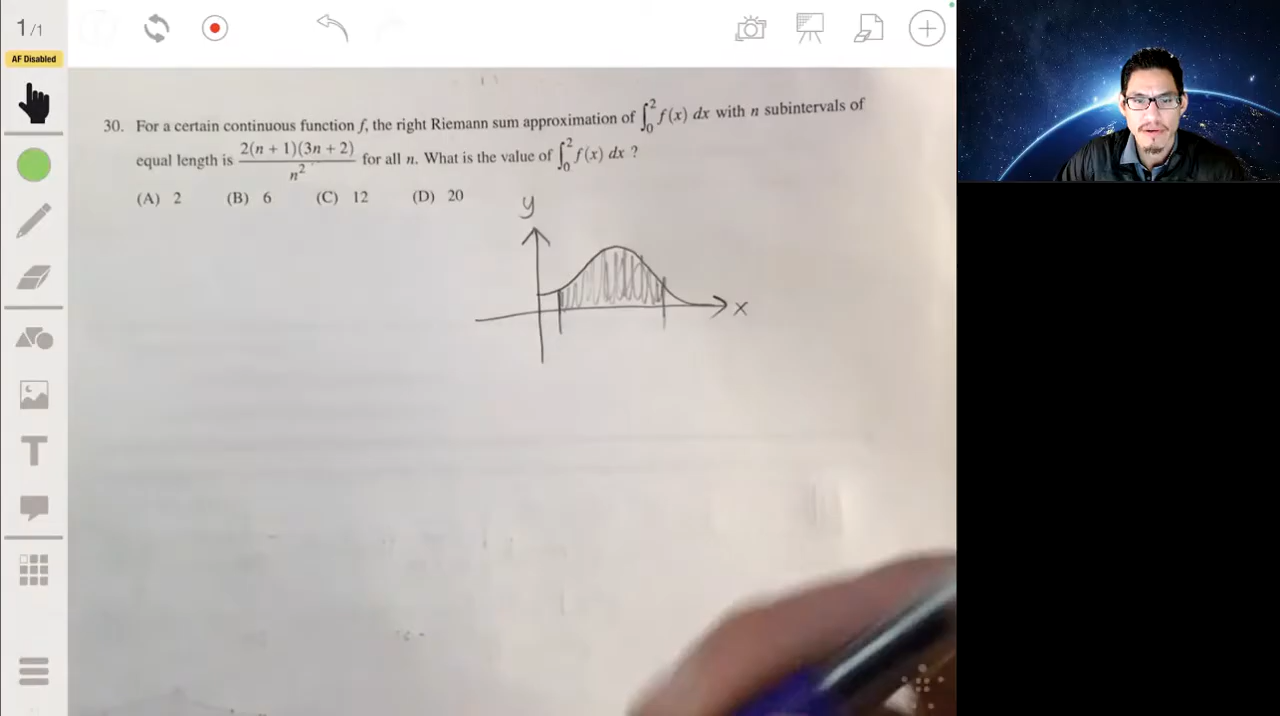 1/1
AF Disabled
T
30. For a certain continuous function f, the right Riemann sum approximation of ∫₀² f(x) dx with n subintervals of
equal length is 2(n + 1)(3n + 2)/n² for all n. What is the value of ∫₀² f(x) dx ?
(A) 2 (B) 6 (C) 12 (D) 20
y
x